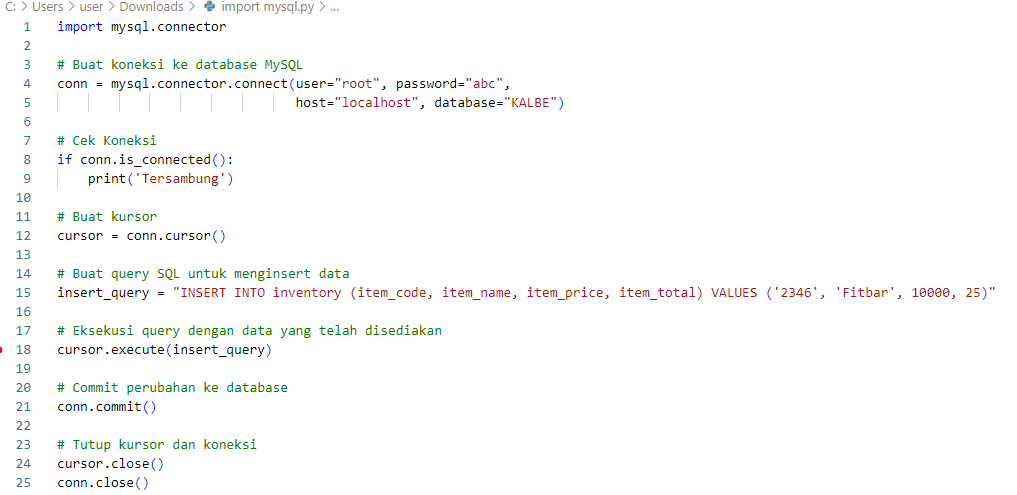 C: > Users > user > Downloads > import mysql.py > ...
1 import mysql.connector
2
3 # Buat koneksi ke database MySQL
4 conn = mysql.connector.connect(user="root", password="abc",
5 host="localhost", database="KALBE")
6
7 # Cek Koneksi
8 if conn.is_connected():
9 print('Tersambung')
10
11 # Buat kursor
12 cursor = conn.cursor()
13
14 # Buat query SQL untuk menginsert data
15 insert_query = "INSERT INTO inventory (item_code, item_name, item_price, item_total) VALUES ('2346', 'Fitbar', 10000, 25)"
16
17 # Eksekusi query dengan data yang telah disediakan
18 cursor.execute(insert_query)
19
20 # Commit perubahan ke database
21 conn.commit()
22
23 # Tutup kursor dan koneksi
24 cursor.close()
25 conn.close()